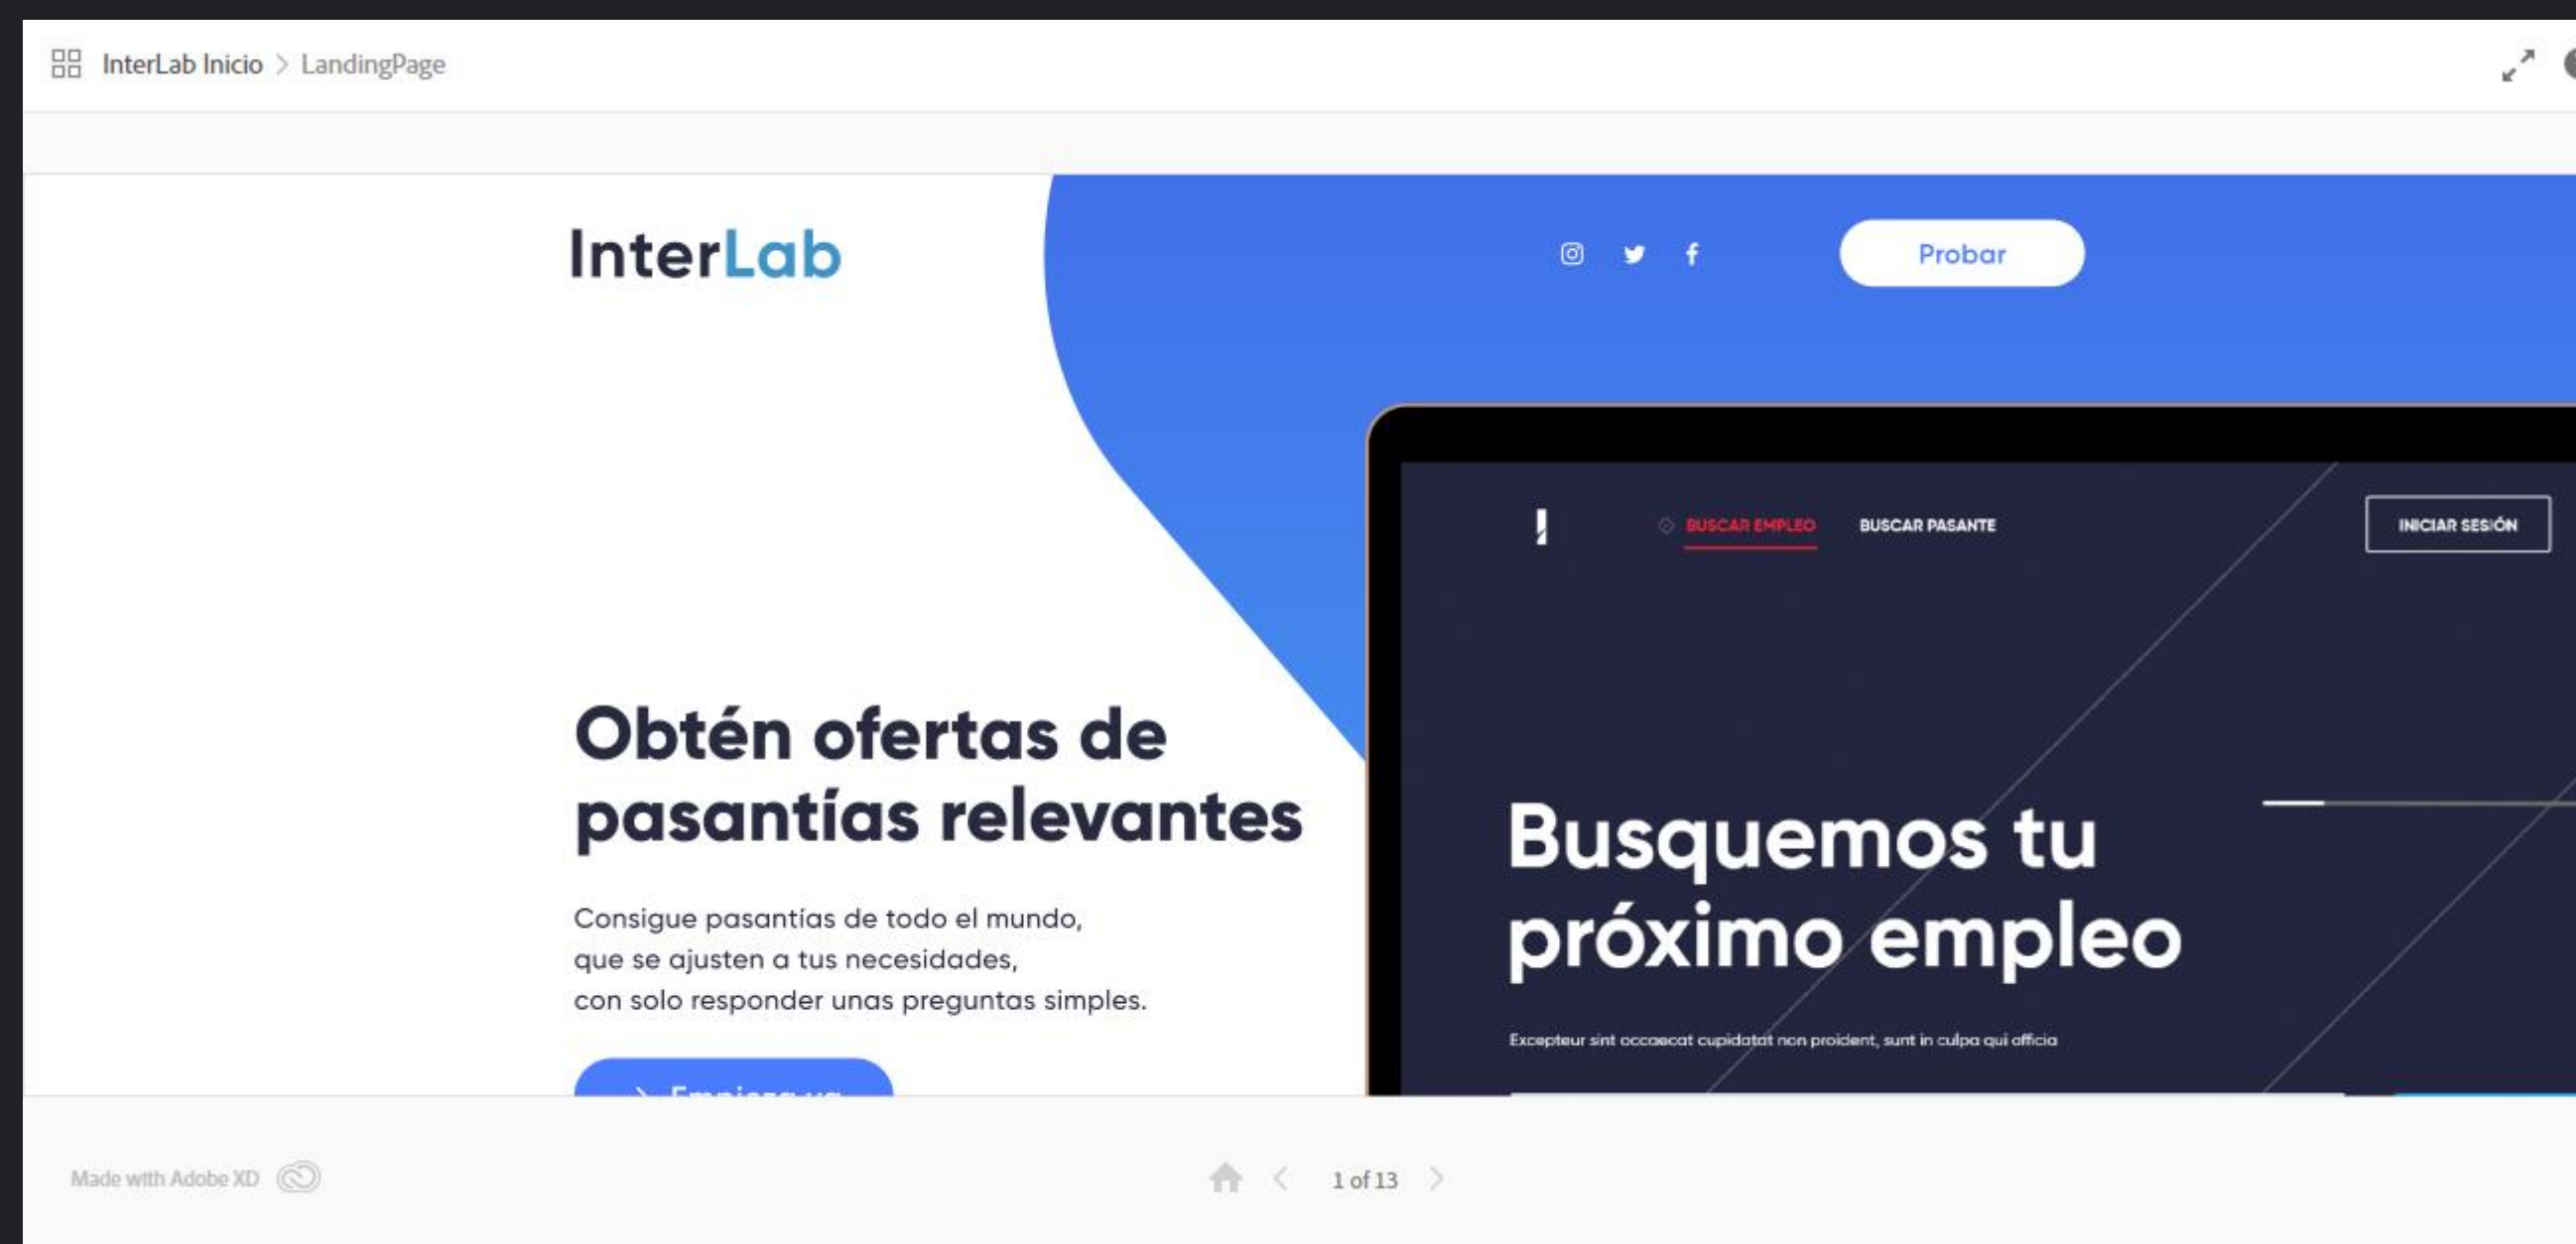 InterLab Inicio > LandingPage
InterLab
Probar
BUSCAR EMPLEO
BUSCAR PASANTE
INICIAR SESIÓN
Obtén ofertas de
pasantías relevantes
Consigue pasantías de todo el mundo,
que se ajusten a tus necesidades,
con solo responder unas preguntas simples.
Empieza ya
Busquemos tu
próximo empleo
Excepteur sint occaecat cupidatat non proident, sunt in culpa qui officia
Made with Adobe XD
1 of 13